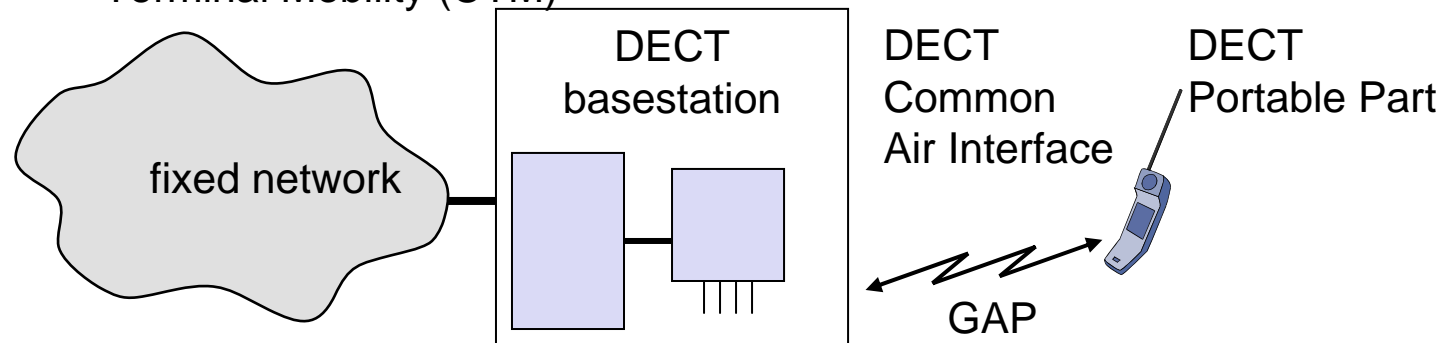 DECT
basestation
DECT
Common
Air Interface
DECT
Portable Part
fixed network
GAP